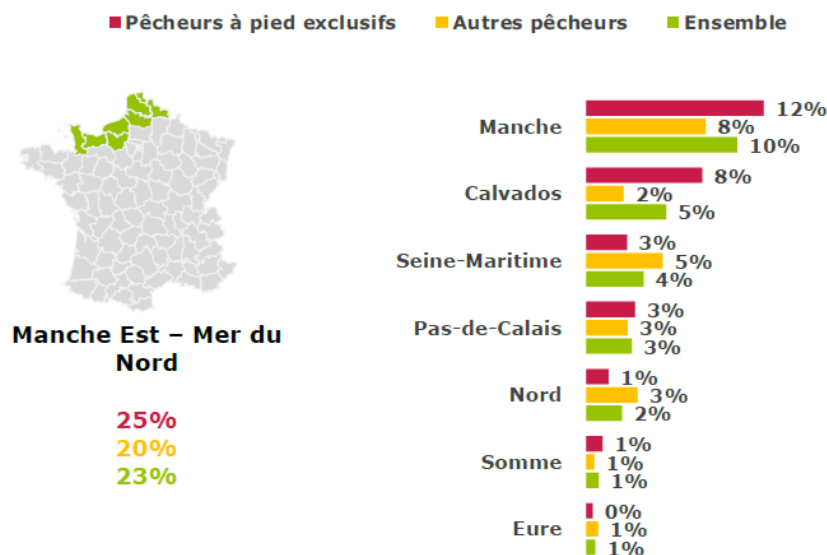 Pêcheurs à pied exclusifs Autres pêcheurs Ensemble
Manche Est – Mer du
Nord
25%
20%
23%
Manche
12%
8%
10%
Calvados
8%
2%
5%
Seine-Maritime
3%
5%
4%
Pas-de-Calais
3%
3%
3%
Nord
1%
3%
2%
Somme
1%
1%
1%
Eure
0%
1%
1%